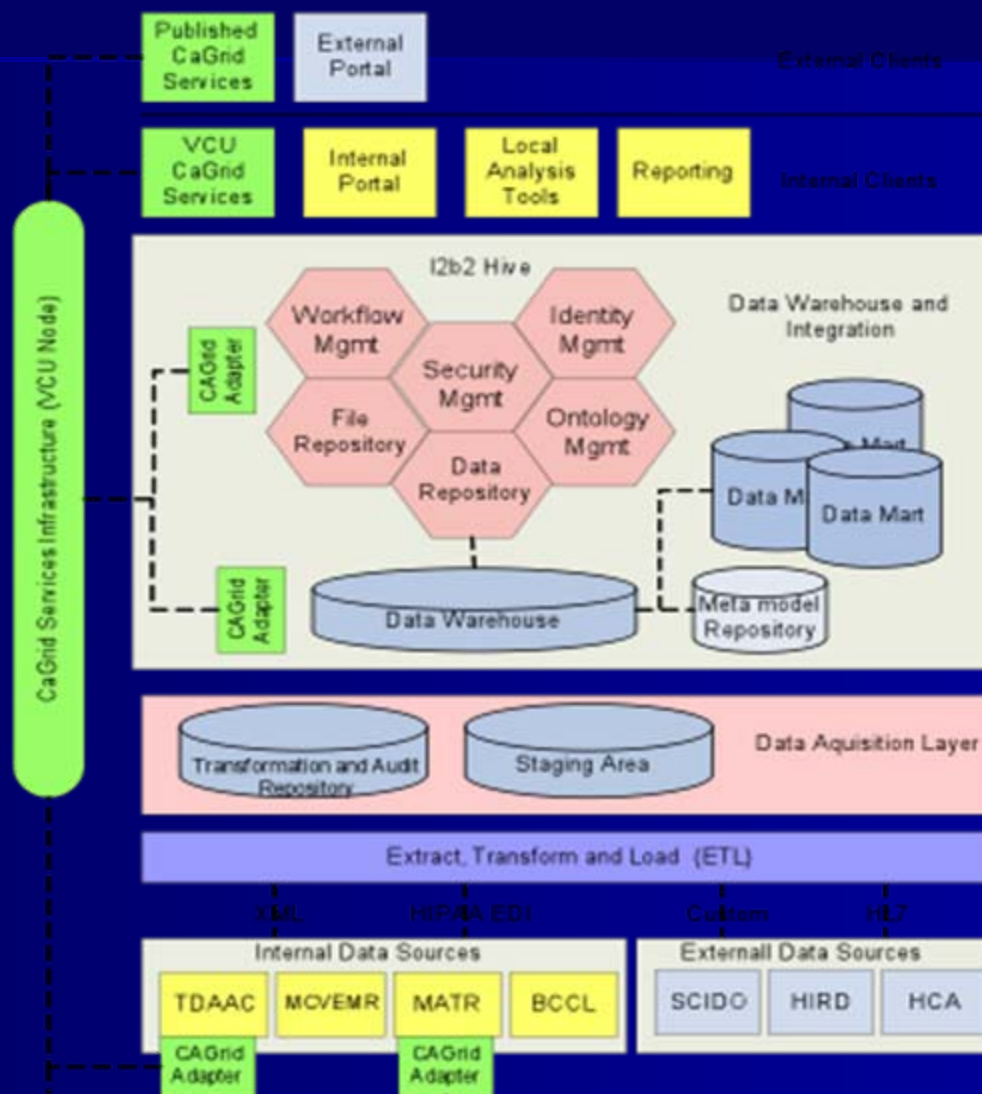 Published
CaGrid
Services
External
Portal
External Clients
VCU
CaGrid
Services
Internal
Portal
Local
Analysis
Tools
Reporting
Internal Clients
CaGrid Services Infrastructure (VCU Node)
I2b2 Hive
Workflow
Mgmt
Identity
Mgmt
Security
Mgmt
File
Repository
Ontology
Mgmt
Data
Repository
CAGrid
Adapter
Data Warehouse and
Integration
Mart
Data M
Data Mart
CAGrid
Adapter
Data Warehouse
Meta model
Repository
Transformation and Audit
Repository
Staging Area
Data Aquisition Layer
Extract, Transform and Load (ETL)
XML
HIPAA EDI
Custom
HL7
Internal Data Sources
Externall Data Sources
TDAAC
MCVEMR
MATR
BCCL
SCIDO
HIRD
HCA
CAGrid
Adapter
CAGrid
Adapter